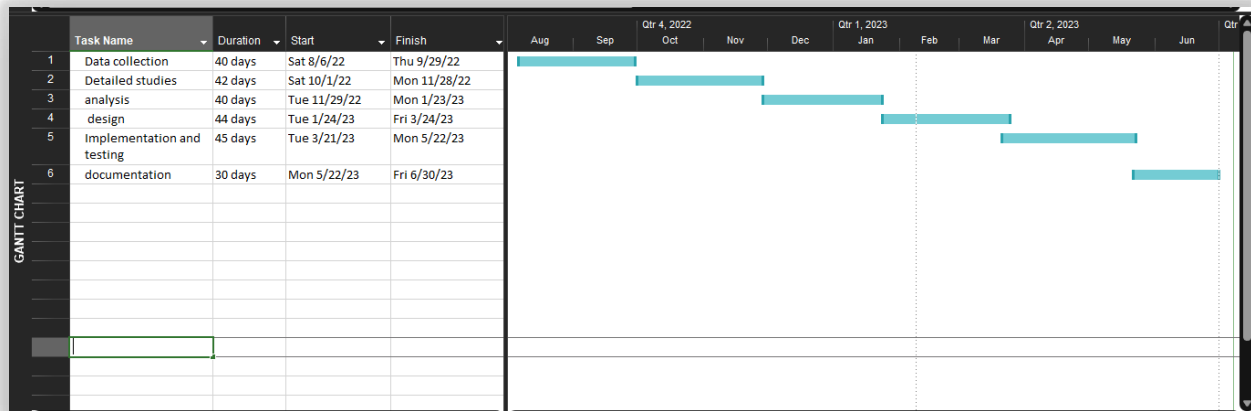 Qtr 4, 2022 Qtr 1, 2023 Qtr 2, 2023 Qtr
Task Name Duration Start Finish Aug Sep Oct Nov Dec Jan Feb Mar Apr May Jun
1 Data collection 40 days Sat 8/6/22 Thu 9/29/22
2 Detailed studies 42 days Sat 10/1/22 Mon 11/28/22
3 analysis 40 days Tue 11/29/22 Mon 1/23/23
4 design 44 days Tue 1/24/23 Fri 3/24/23
5 Implementation and 45 days Tue 3/21/23 Mon 5/22/23
testing
6 documentation 30 days Mon 5/22/23 Fri 6/30/23
GANTT CHART